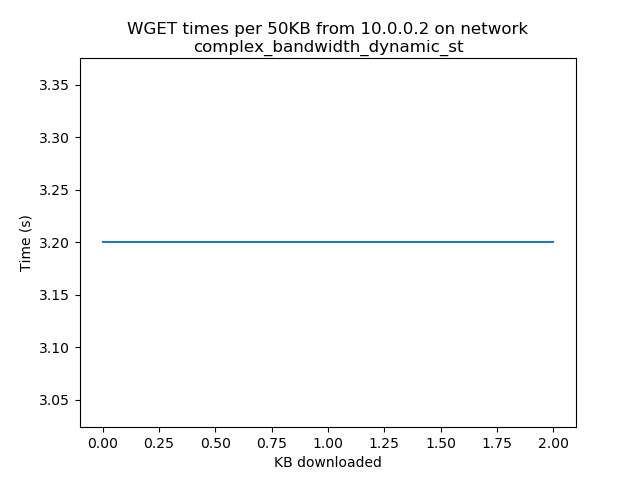 WGET times per 50KB from 10.0.0.2 on network
complex_bandwidth_dynamic_st
3.35
3.30
3.25
3.20
3.15
3.10
3.05
Time (s)
0.00 0.25 0.50 0.75 1.00 1.25 1.50 1.75 2.00
KB downloaded